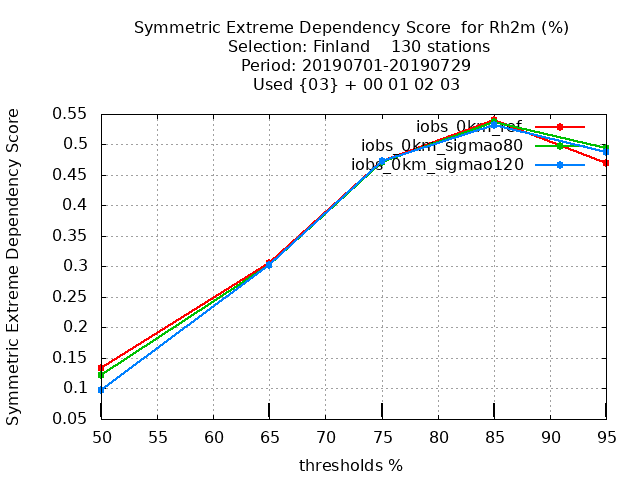 Symmetric Extreme Dependency Score for Rh2m (%)
Selection: Finland 130 stations
Period: 20190701-20190729
Used {03} + 00 01 02 03
Symmetric Extreme Dependency Score
0.55
0.5
0.45
0.4
0.35
0.3
0.25
0.2
0.15
0.1
0.05
iobs_0km_ref
iobs_0km_sigmao80
iobs_0km_sigmao120
50 55 60 65 70 75 80 85 90 95
thresholds %